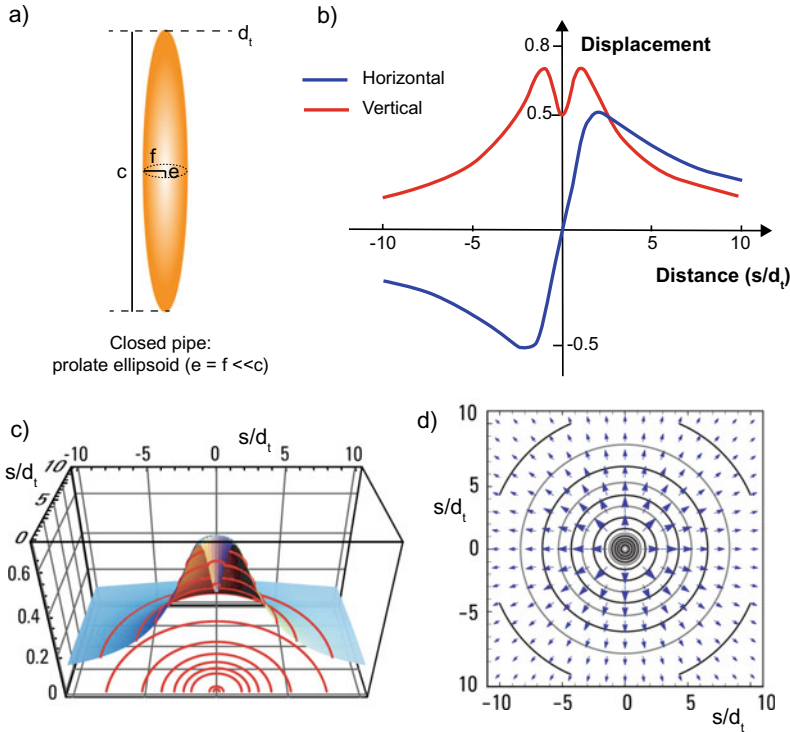 a)
d_t
f
c
e
Closed pipe:
prolate ellipsoid (e = f <<c)
b)
0.8
Displacement
Horizontal
Vertical
0.5
-10
-5
5
10
Distance (s/d_t)
-0.5
c)
s/d_t
-10
-5
0
5
10
s/d_t
10
5
0
0.6
0.4
0.2
0
d)
10
5
s/d_t
0
-5
10
-10
-5
0
5
10
s/d_t